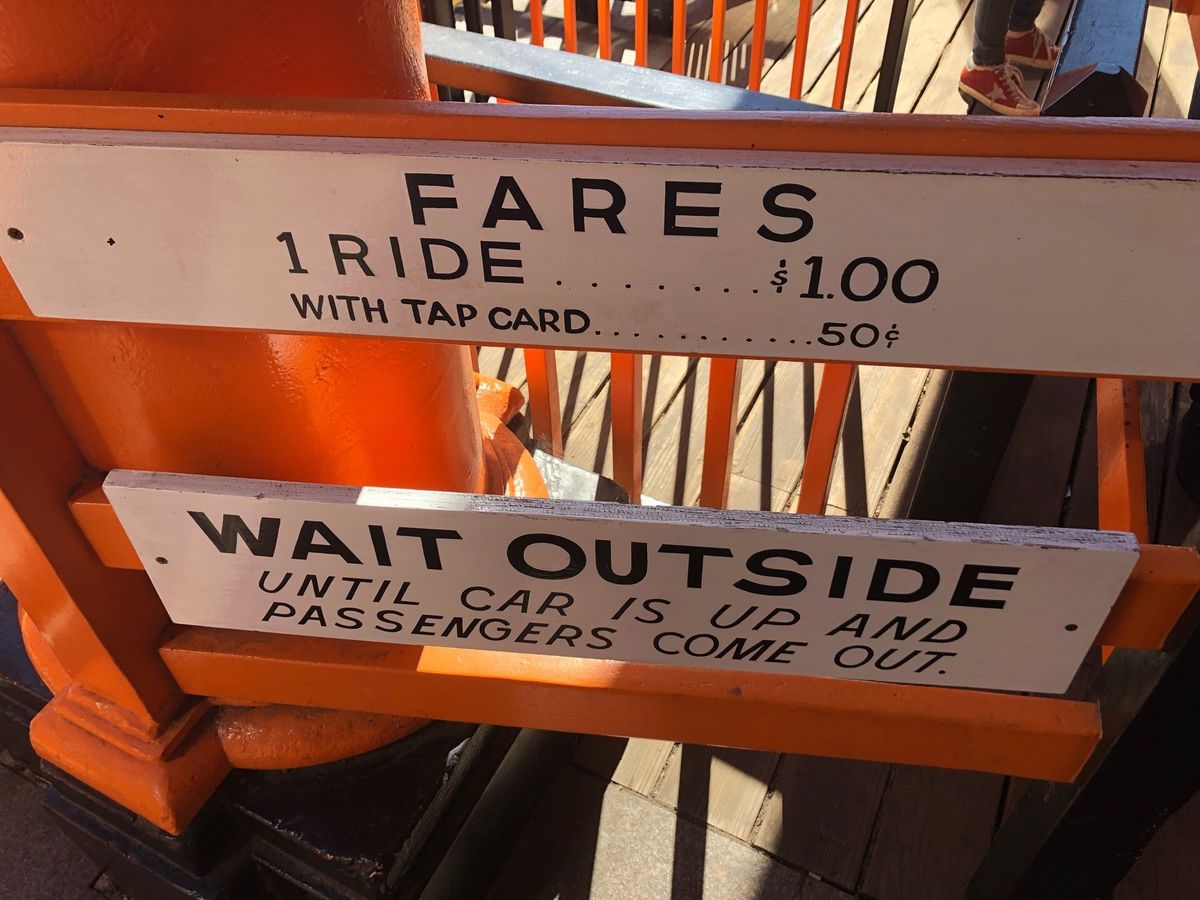 FARES
1 RIDE ........ $1.00
WITH TAP CARD............50¢
WAIT OUTSIDE
UNTIL CAR IS UP AND
PASSENGERS COME OUT.